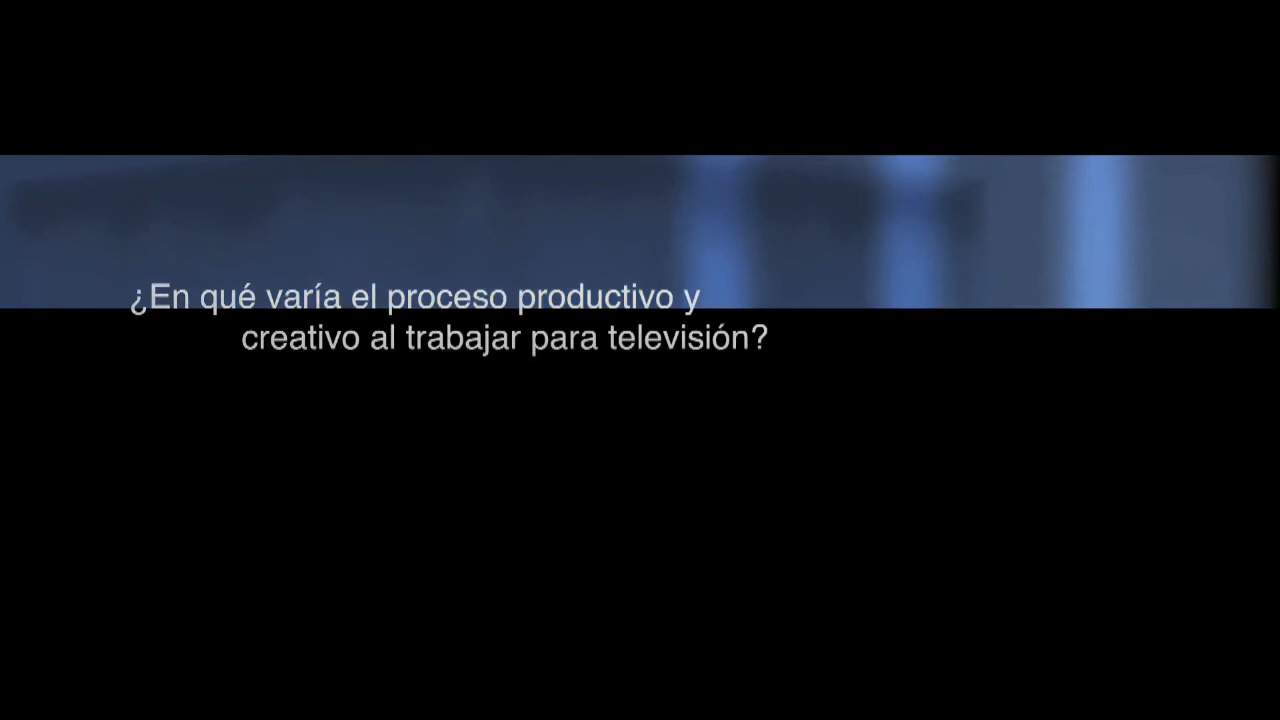 ¿En qué varía el proceso productivo y
creativo al trabajar para televisión?